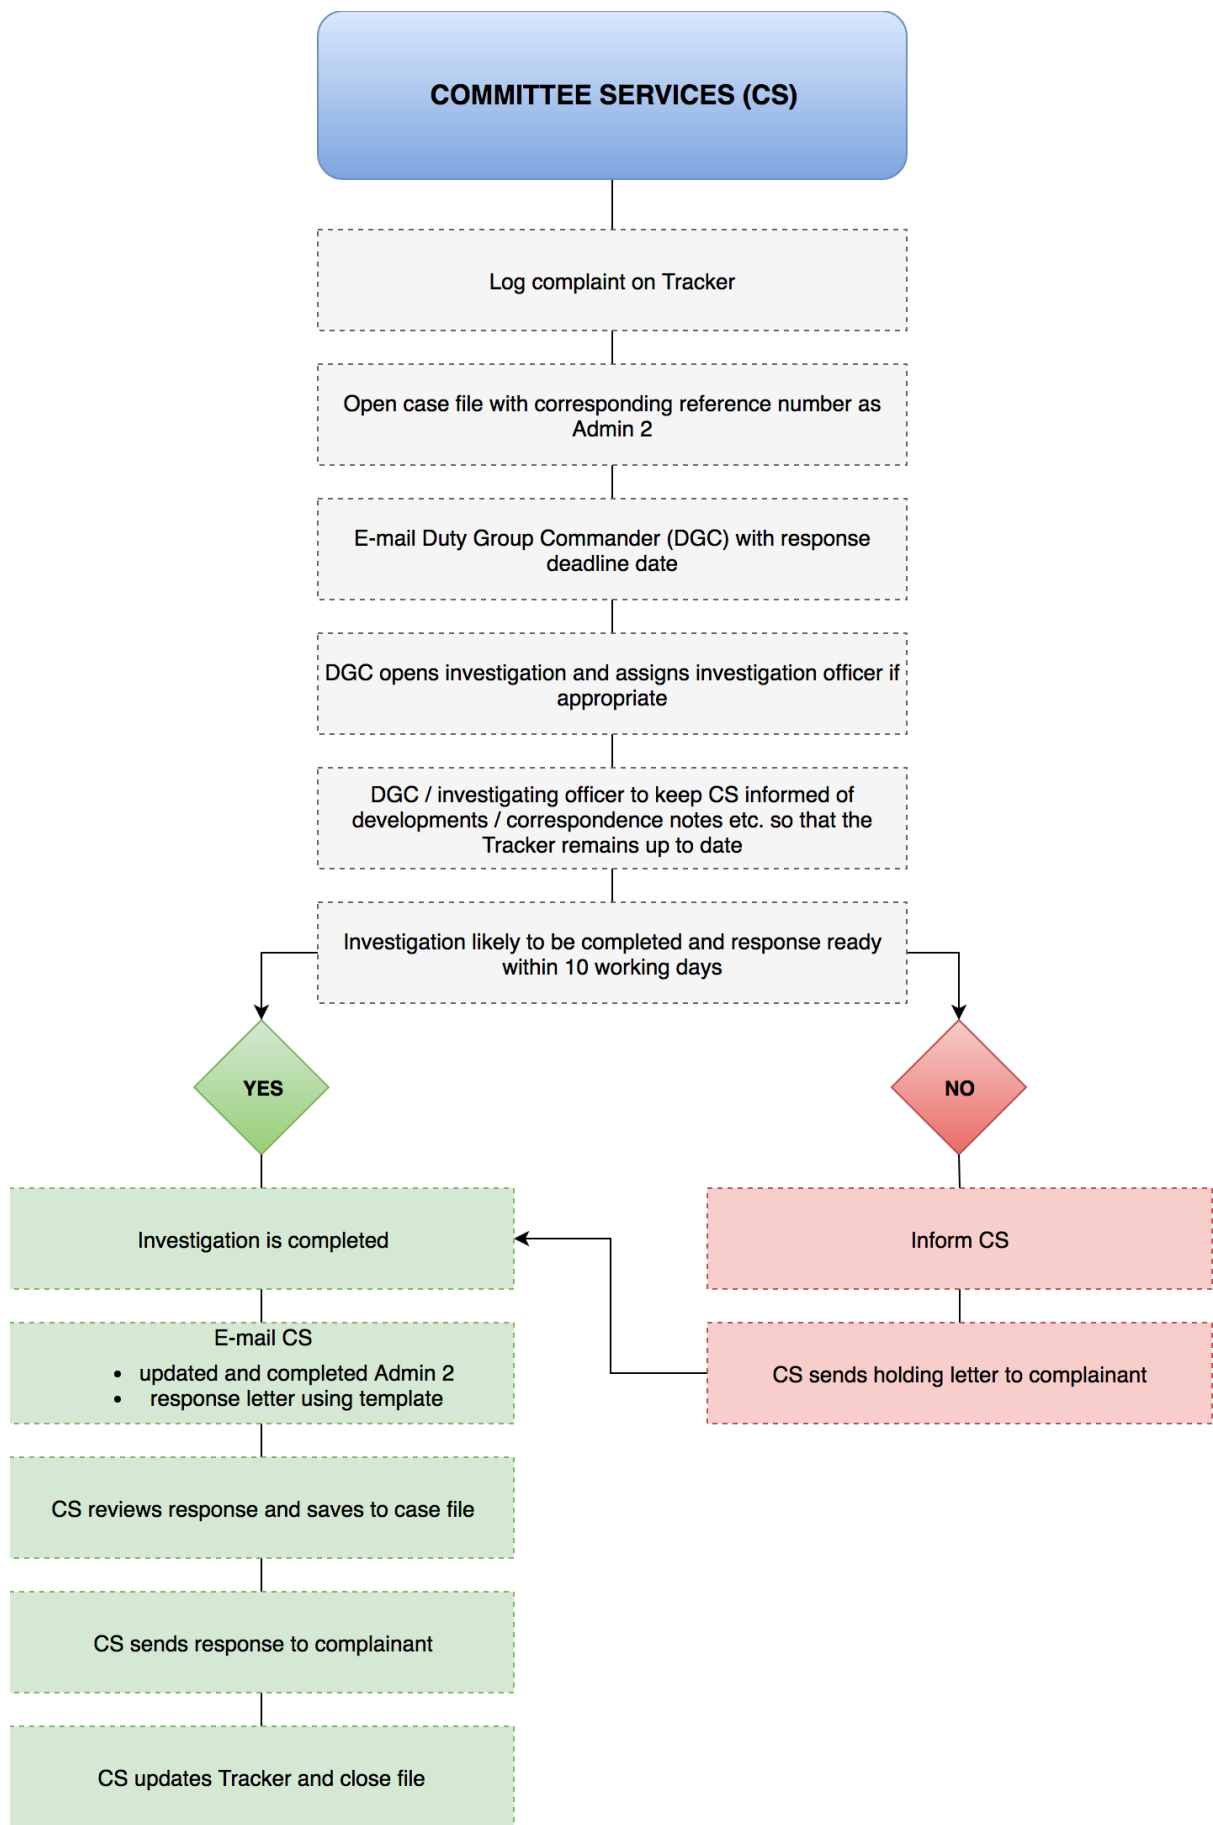 COMMITTEE SERVICES (CS)
Log complaint on Tracker
Open case file with corresponding reference number as
Admin 2
E-mail Duty Group Commander (DGC) with response
deadline date
DGC opens investigation and assigns investigation officer if
appropriate
DGC / investigating officer to keep CS informed of
developments / correspondence notes etc. so that the
Tracker remains up to date
Investigation likely to be completed and response ready
within 10 working days
YES
NO
Investigation is completed
Inform CS
E-mail CS
• updated and completed Admin 2
• response letter using template
CS sends holding letter to complainant
CS reviews response and saves to case file
CS sends response to complainant
CS updates Tracker and close file